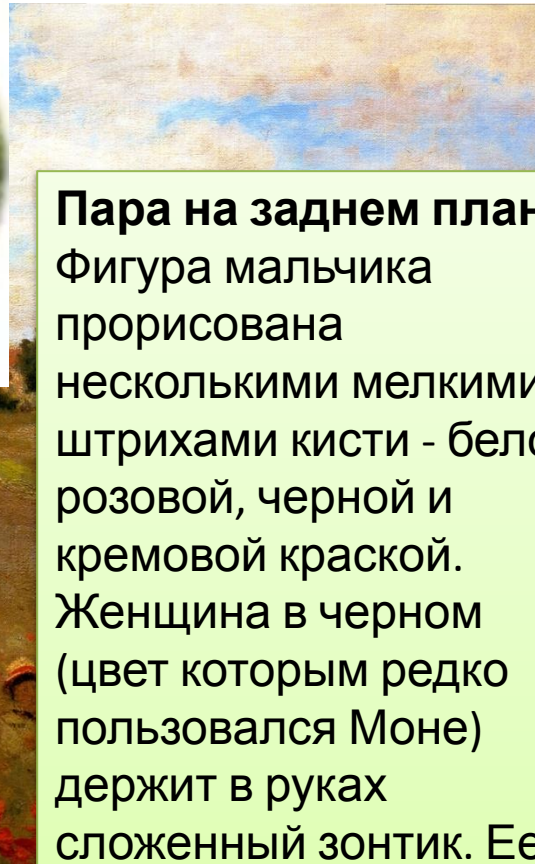 Пара на заднем план
Фигура мальчика
прорисована
несколькими мелкими
штрихами кисти - бело
розовой, черной и
кремовой краской.
Женщина в черном
(цвет которым редко
пользовался Моне)
держит в руках
сложенный зонтик. Ее